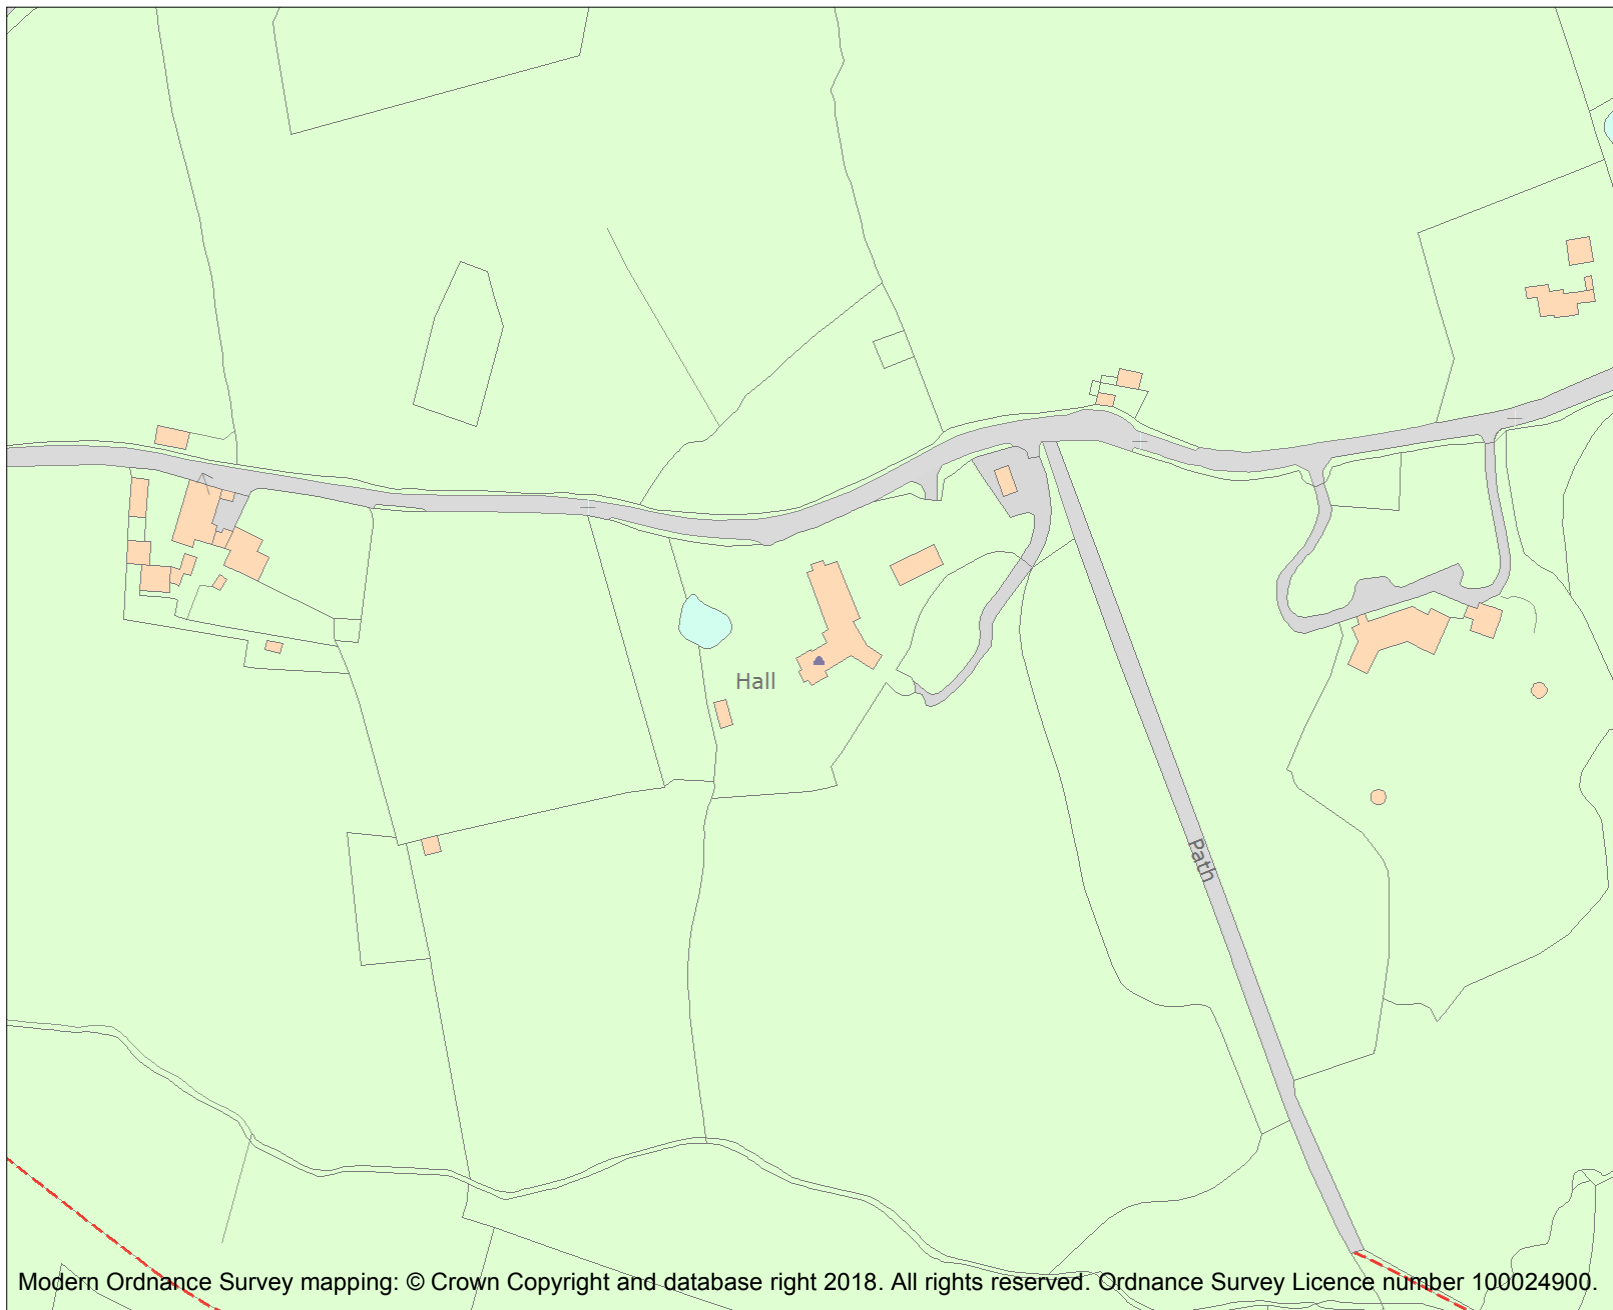 Hall
Path
Modern Ordnance Survey mapping: © Crown Copyright and database right 2018. All rights reserved. Ordnance Survey Licence number 100024900.